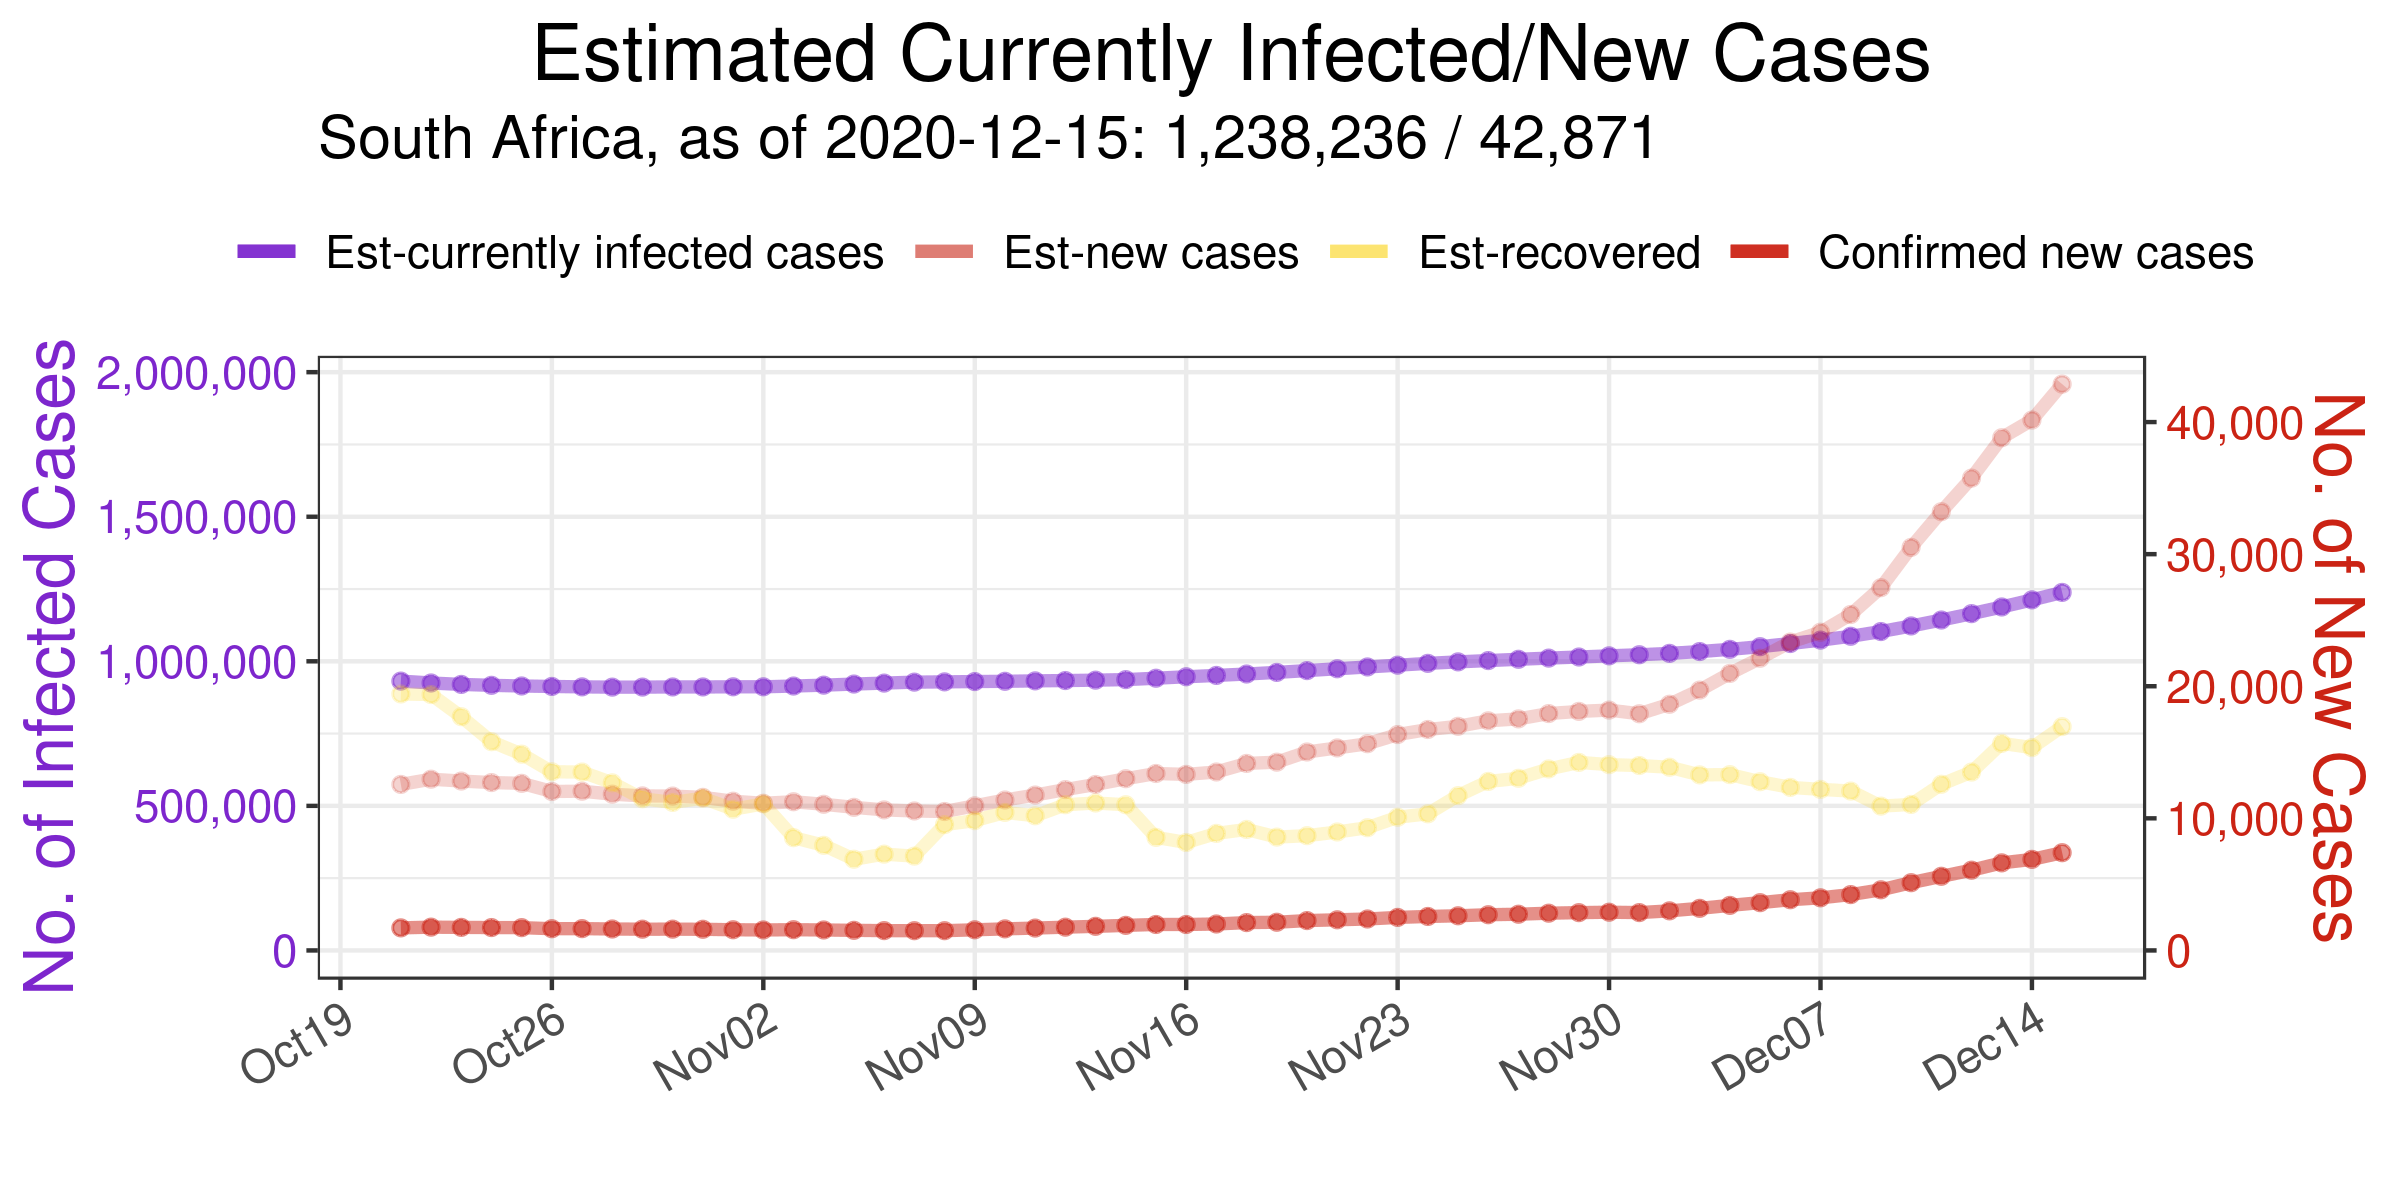 Estimated Currently Infected/New Cases
South Africa, as of 2020-12-15: 1,238,236 / 42,871
Est-currently infected cases Est-new cases Est-recovered Confirmed new cases
No. of Infected Cases
2,000,000
1,500,000
1,000,000
500,000
0
40,000
30,000
20,000
10,000
0
No. of New Cases
Oct19 Oct26 Nov02 Nov09 Nov16 Nov23 Nov30 Dec07 Dec14